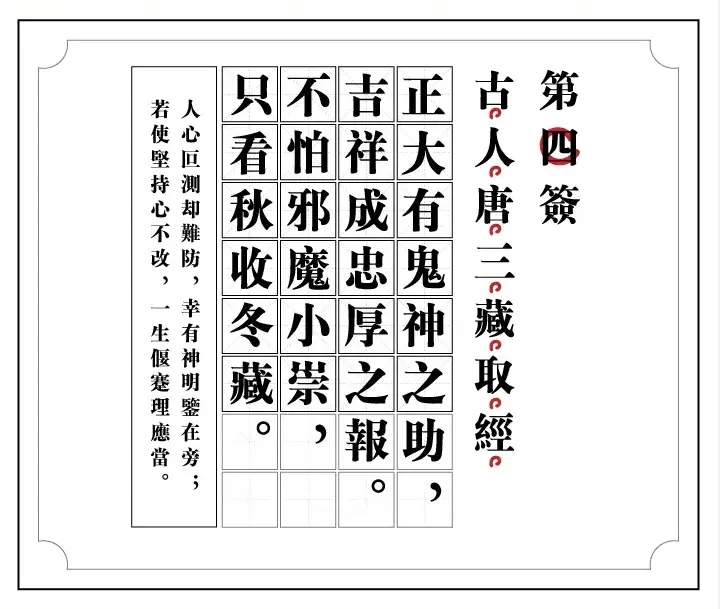 第四簽
古人唐三藏取經
正大有鬼神之助，
吉祥成忠厚之報。
不怕邪魔小崇，
只看秋收冬藏。
人心叵測却難防，幸有神明鑒在旁；
若使堅持心不改，一生偃蹇理應當。